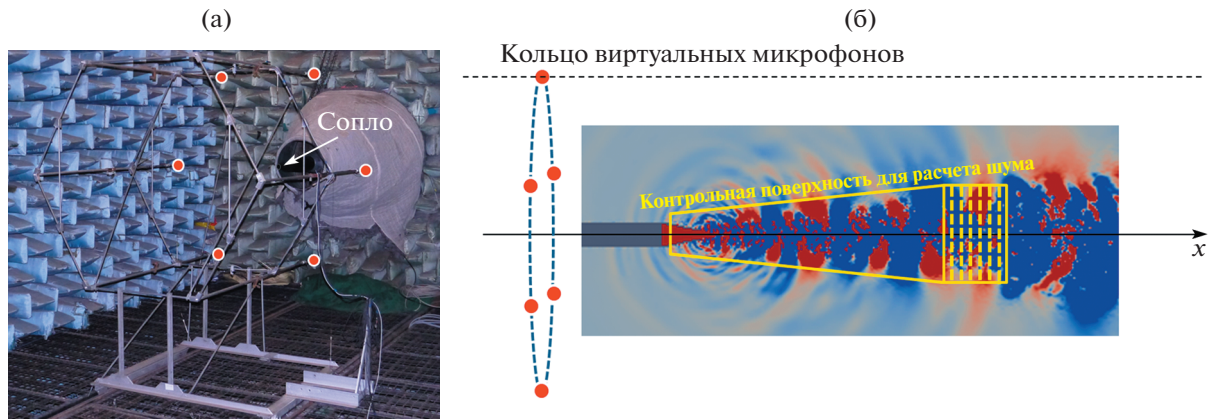 (а)
(б)
Кольцо виртуальных микрофонов
Сопло
Контрольная поверхность для расчета шума
x